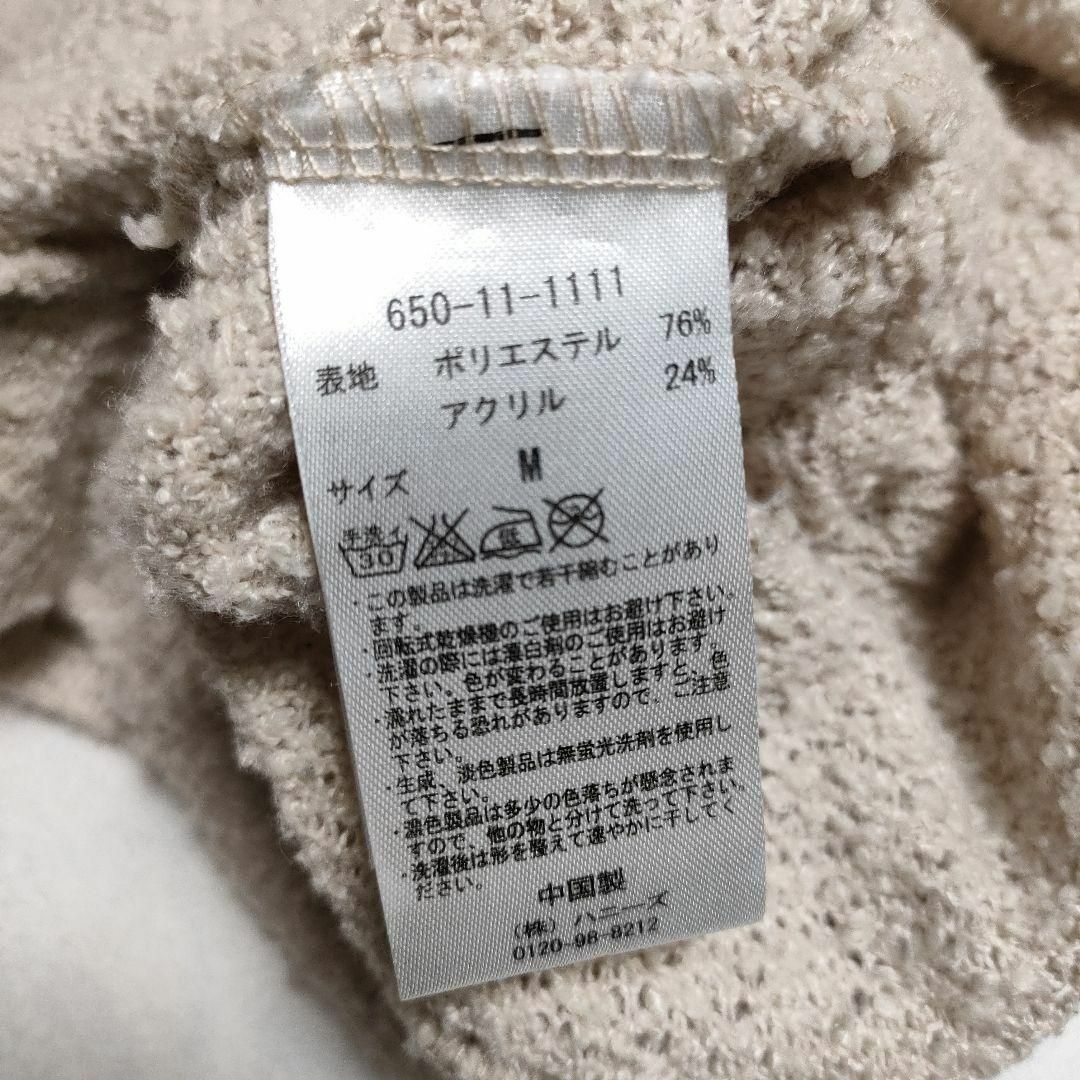 650-11-1111
表地 ポリエステル 76%
アクリル 24%
サイズ M
手洗イ
30
・この製品は洗濯で若干縮むことがあり
ます。
・回転式乾燥機のご使用はお避け下さい。
・洗濯の際には漂白剤のご使用はお避け
下さい。色が変わることがあります。
・濡れたままで長時間放置しますと、色
が落ちる恐れがありますので、ご注意
下さい。
・生成、淡色製品は無蛍光洗剤を使用し
て下さい。
・濃色製品は多少の色落ちが懸念されま
すので、他の物と分けて洗って下さい。
・洗濯後は形を整えて速やかに干してく
ださい。
中国製
(株) ハニーズ
0120-98-8212